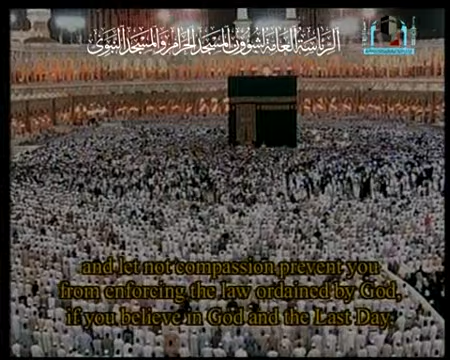 الرئاسة العامة لشؤون المسجد الحرام والمسجد النبوي
and let not compassion prevent you
from enforcing the law ordained by God,
if you believe in God and the Last Day,